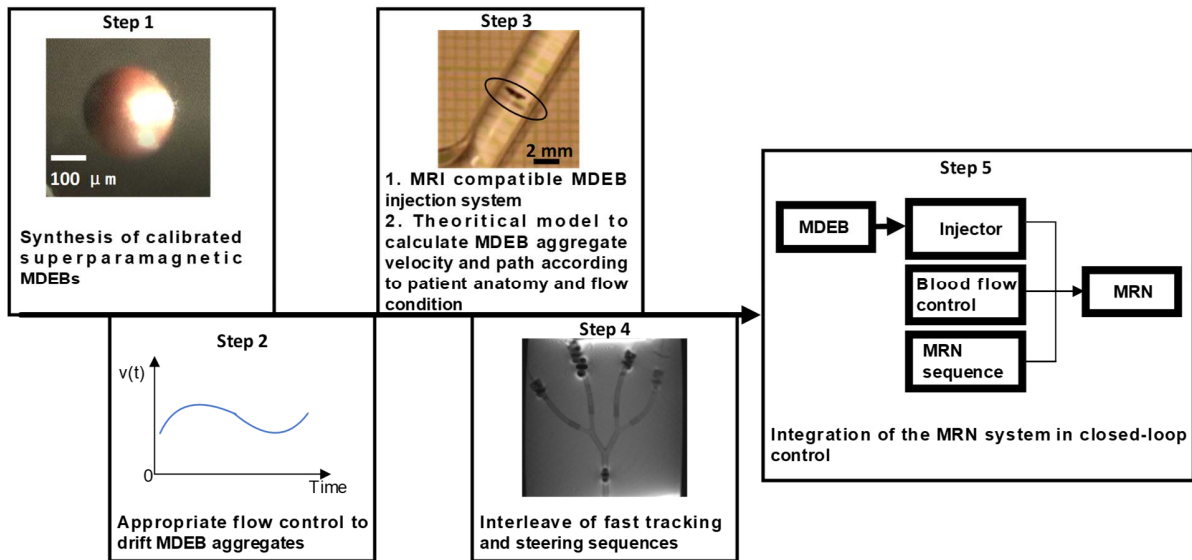 Step 1
100 μm
Synthesis of calibrated
superparamagnetic
MDEBs
Step 2
v(t)
0
Time
Appropriate flow control to
drift MDEB aggregates
Step 3
2 mm
1. MRI compatible MDEB
injection system
2. Theoritical model to
calculate MDEB aggregate
velocity and path according
to patient anatomy and flow
condition
Step 4
Interleave of fast tracking
and steering sequences
Step 5
MDEB
Injector
Blood flow
control
MRN
sequence
MRN
Integration of the MRN system in closed-loop
control